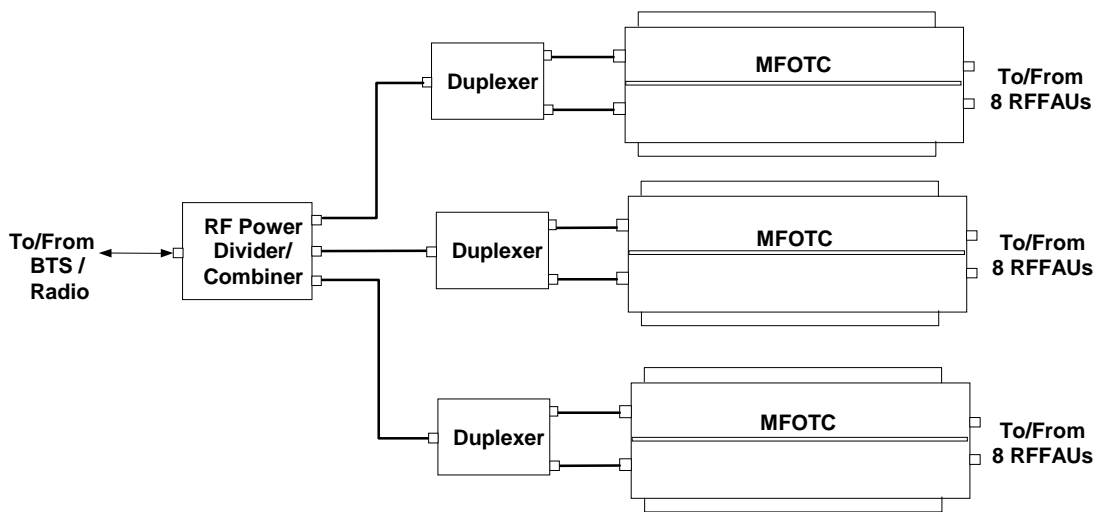 To/From
BTS /
Radio
RF Power
Divider/
Combiner
Duplexer
MFOTC
To/From
8 RFFAUs
Duplexer
MFOTC
To/From
8 RFFAUs
Duplexer
MFOTC
To/From
8 RFFAUs